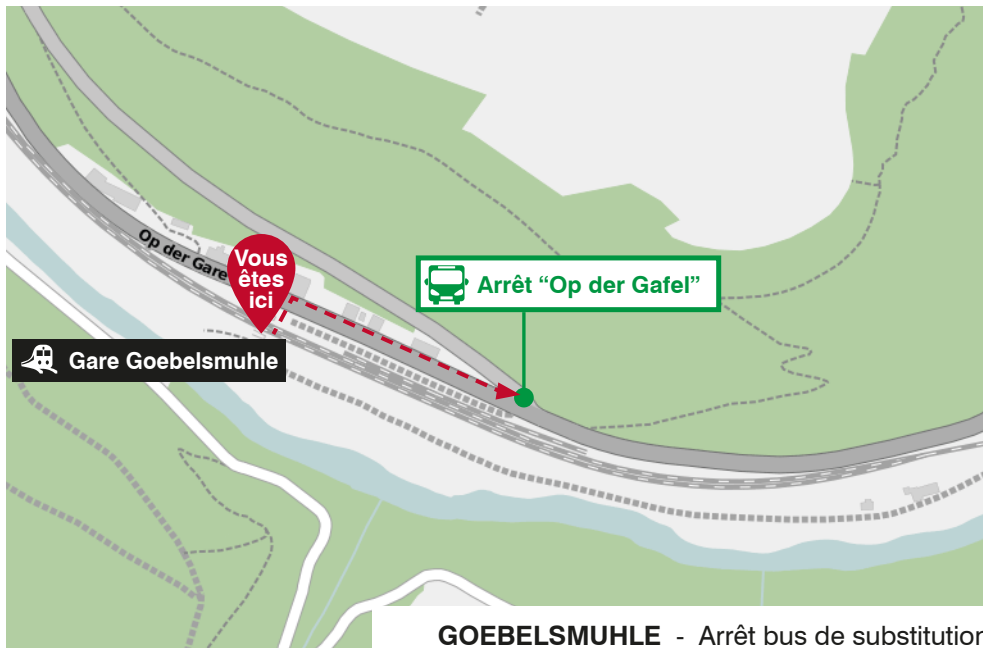 Op der Gare
Vous
êtes
ici
Arrêt “Op der Gafel”
Gare Goebelsmuhle
GOEBELSMUHLE - Arrêt bus de substitution